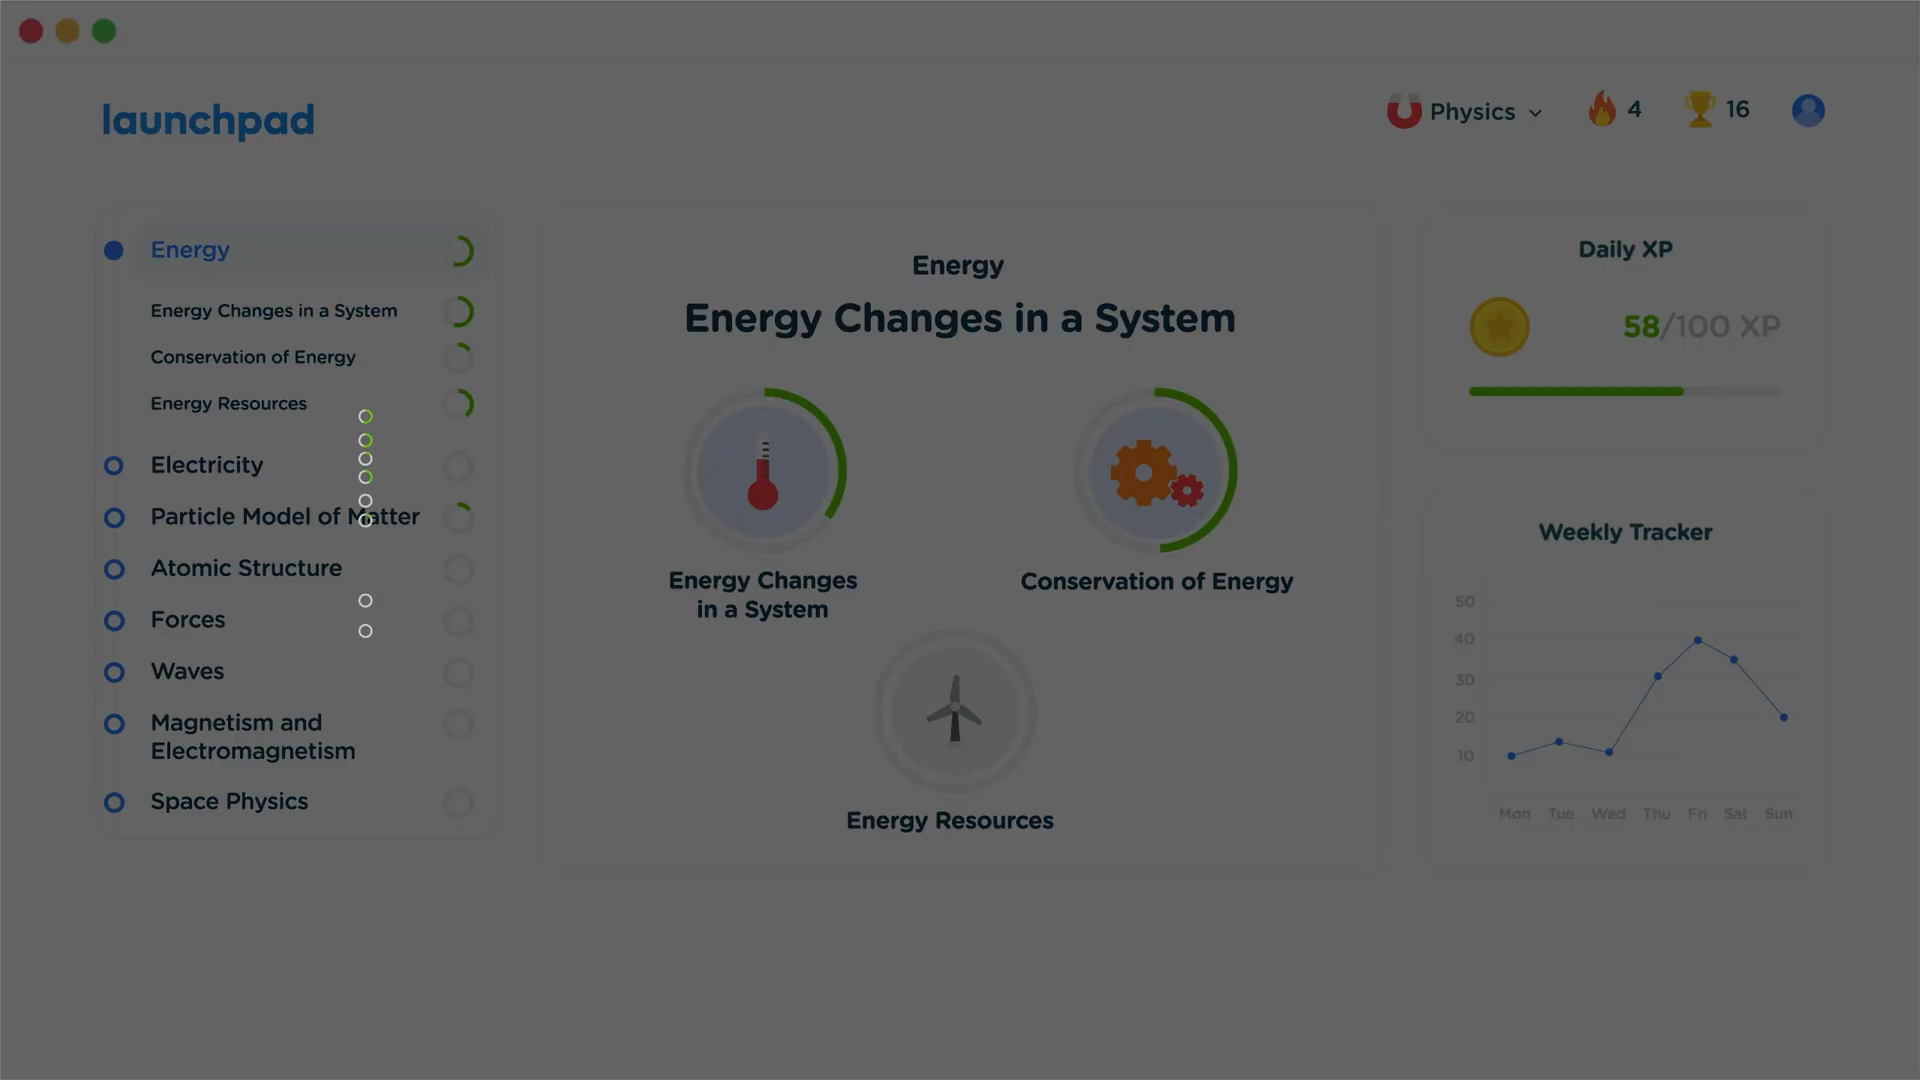 launchpad
Physics
4
16
Energy
Energy Changes in a System
Conservation of Energy
Energy Resources
Electricity
Particle Model of Matter
Atomic Structure
Forces
Waves
Magnetism and
Electromagnetism
Space Physics
Energy
Energy Changes in a System
Energy Changes
in a System
Conservation of Energy
Energy Resources
Daily XP
58/100 XP
Weekly Tracker
50
40
30
20
10
Mon Tue Wed Thu Fri Sat Sun